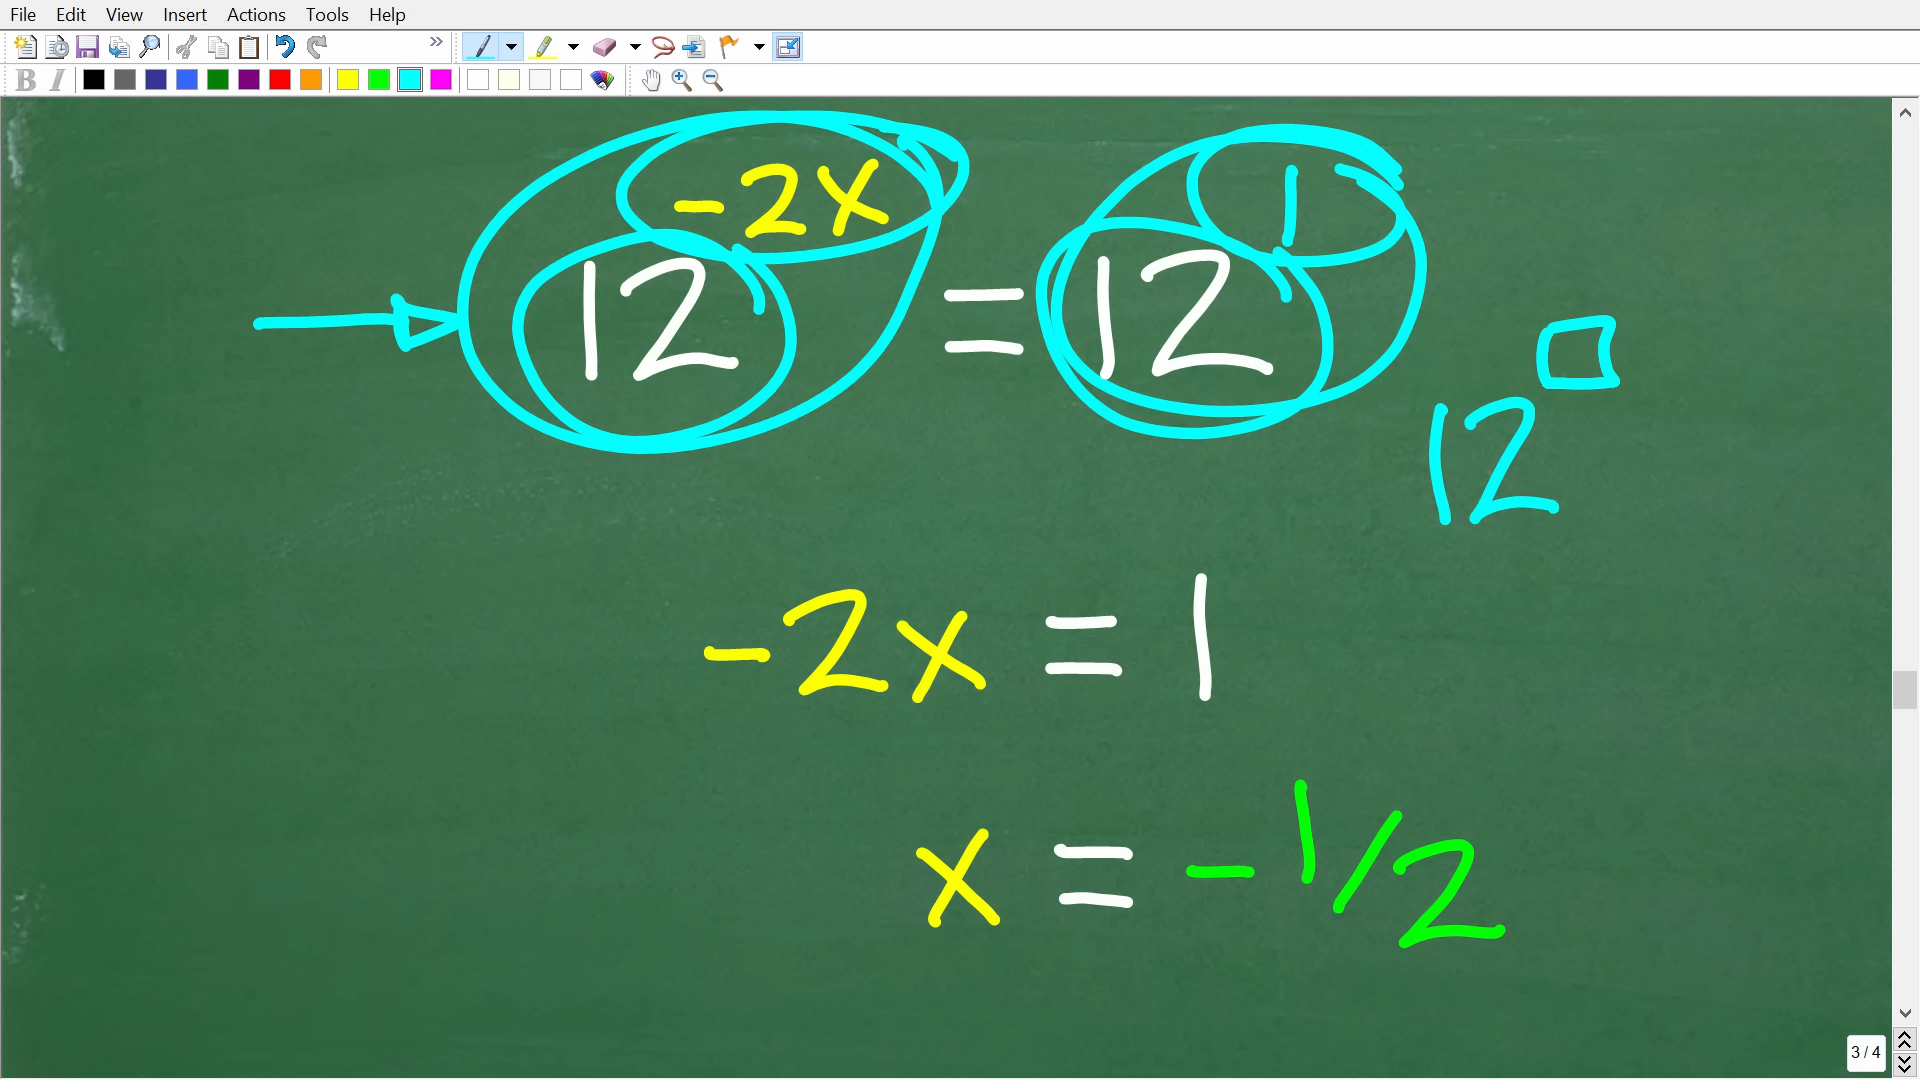 File Edit View Insert Actions Tools Help
B I
12^{-2x} = 12^1
12^□
-2x = 1
x = -1/2
3 / 4